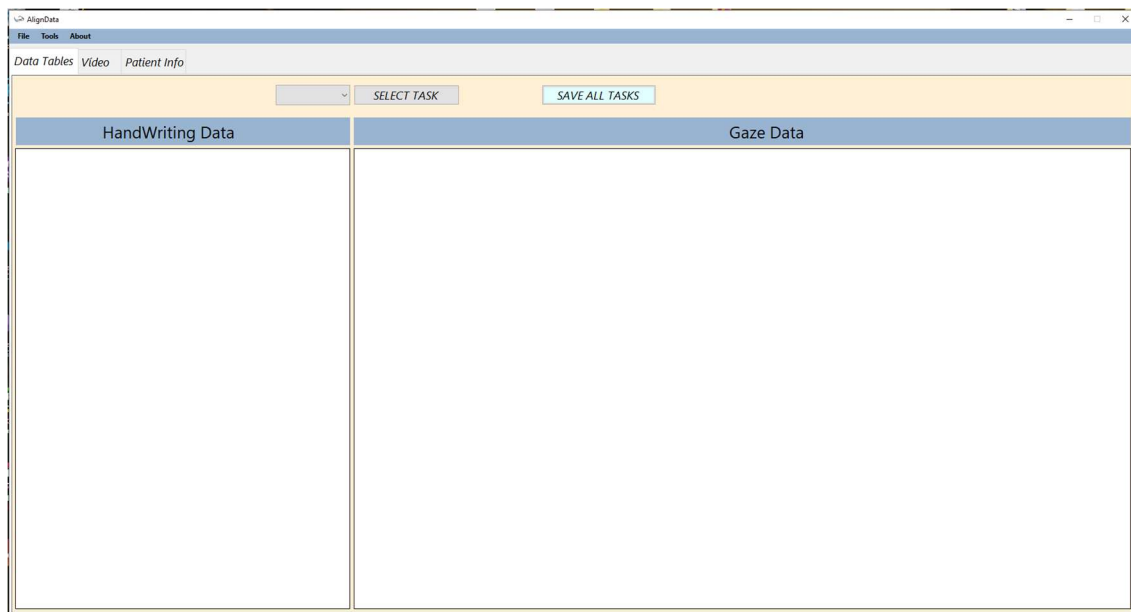 AlignData
File Tools About
Data Tables Video Patient Info
SELECT TASK SAVE ALL TASKS
HandWriting Data Gaze Data